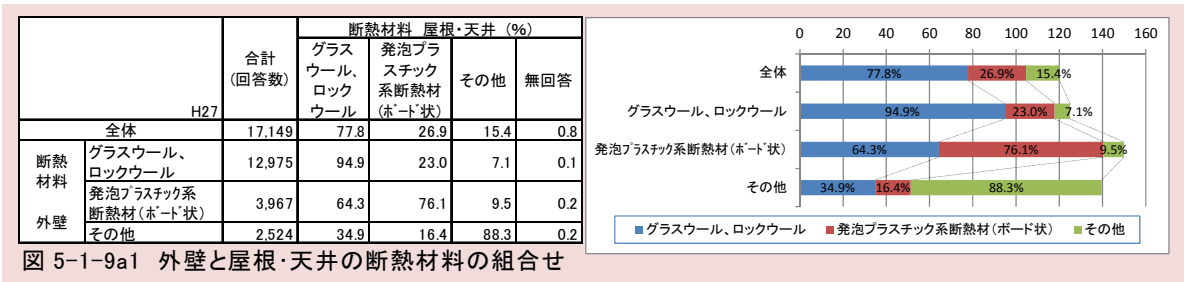 H27
合計
(回答数)
断熱材料 屋根・天井 (%)
グラス
ウール、
ロック
ウール
発泡プラ
スチック
系断熱材
(ボード状)
その他
無回答
全体 17,149 77.8 26.9 15.4 0.8
断熱
材料
外壁
グラスウール、
ロックウール
12,975 94.9 23.0 7.1 0.1
発泡プラスチック系
断熱材(ボード状)
3,967 64.3 76.1 9.5 0.2
その他 2,524 34.9 16.4 88.3 0.2
0 20 40 60 80 100 120 140 160
全体 77.8% 26.9% 15.4%
グラスウール、ロックウール 94.9% 23.0% 7.1%
発泡プラスチック系断熱材(ボード状) 64.3% 76.1% 9.5%
その他 34.9% 16.4% 88.3%
グラスウール、ロックウール 発泡プラスチック系断熱材(ボード状) その他
図 5-1-9a1 外壁と屋根・天井の断熱材料の組合せ